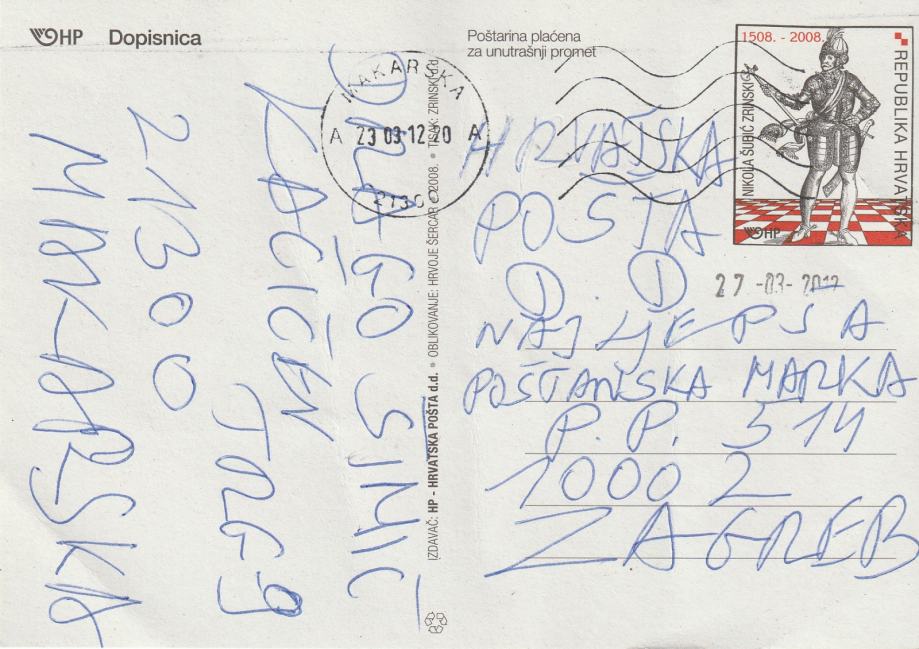 HP Dopisnica
DRAGO SIMIĆ
KAČIĆEV
TRG 9
21300
MAKARSKA
IZDAVAČ: HP - HRVATSKA POŠTA d.d. • OBLIKOVANJE: HRVOJE ŠERCAR 2008. • TISAK: ZRINSKI d.d.
MAKARSKA
A 23 03 12 20 A
2130
Poštarina plaćena
za unutrašnji promet
1508. - 2008.
NIKOLA ŠUBIĆ ZRINSKI
REPUBLIKA HRVATSKA
HP
27 -03- 2012
HRVATSKA
POŠTA
D. D
NAJLJEPŠA
POŠTANSKA MARKA
P. P. 514
10002
ZAGREB